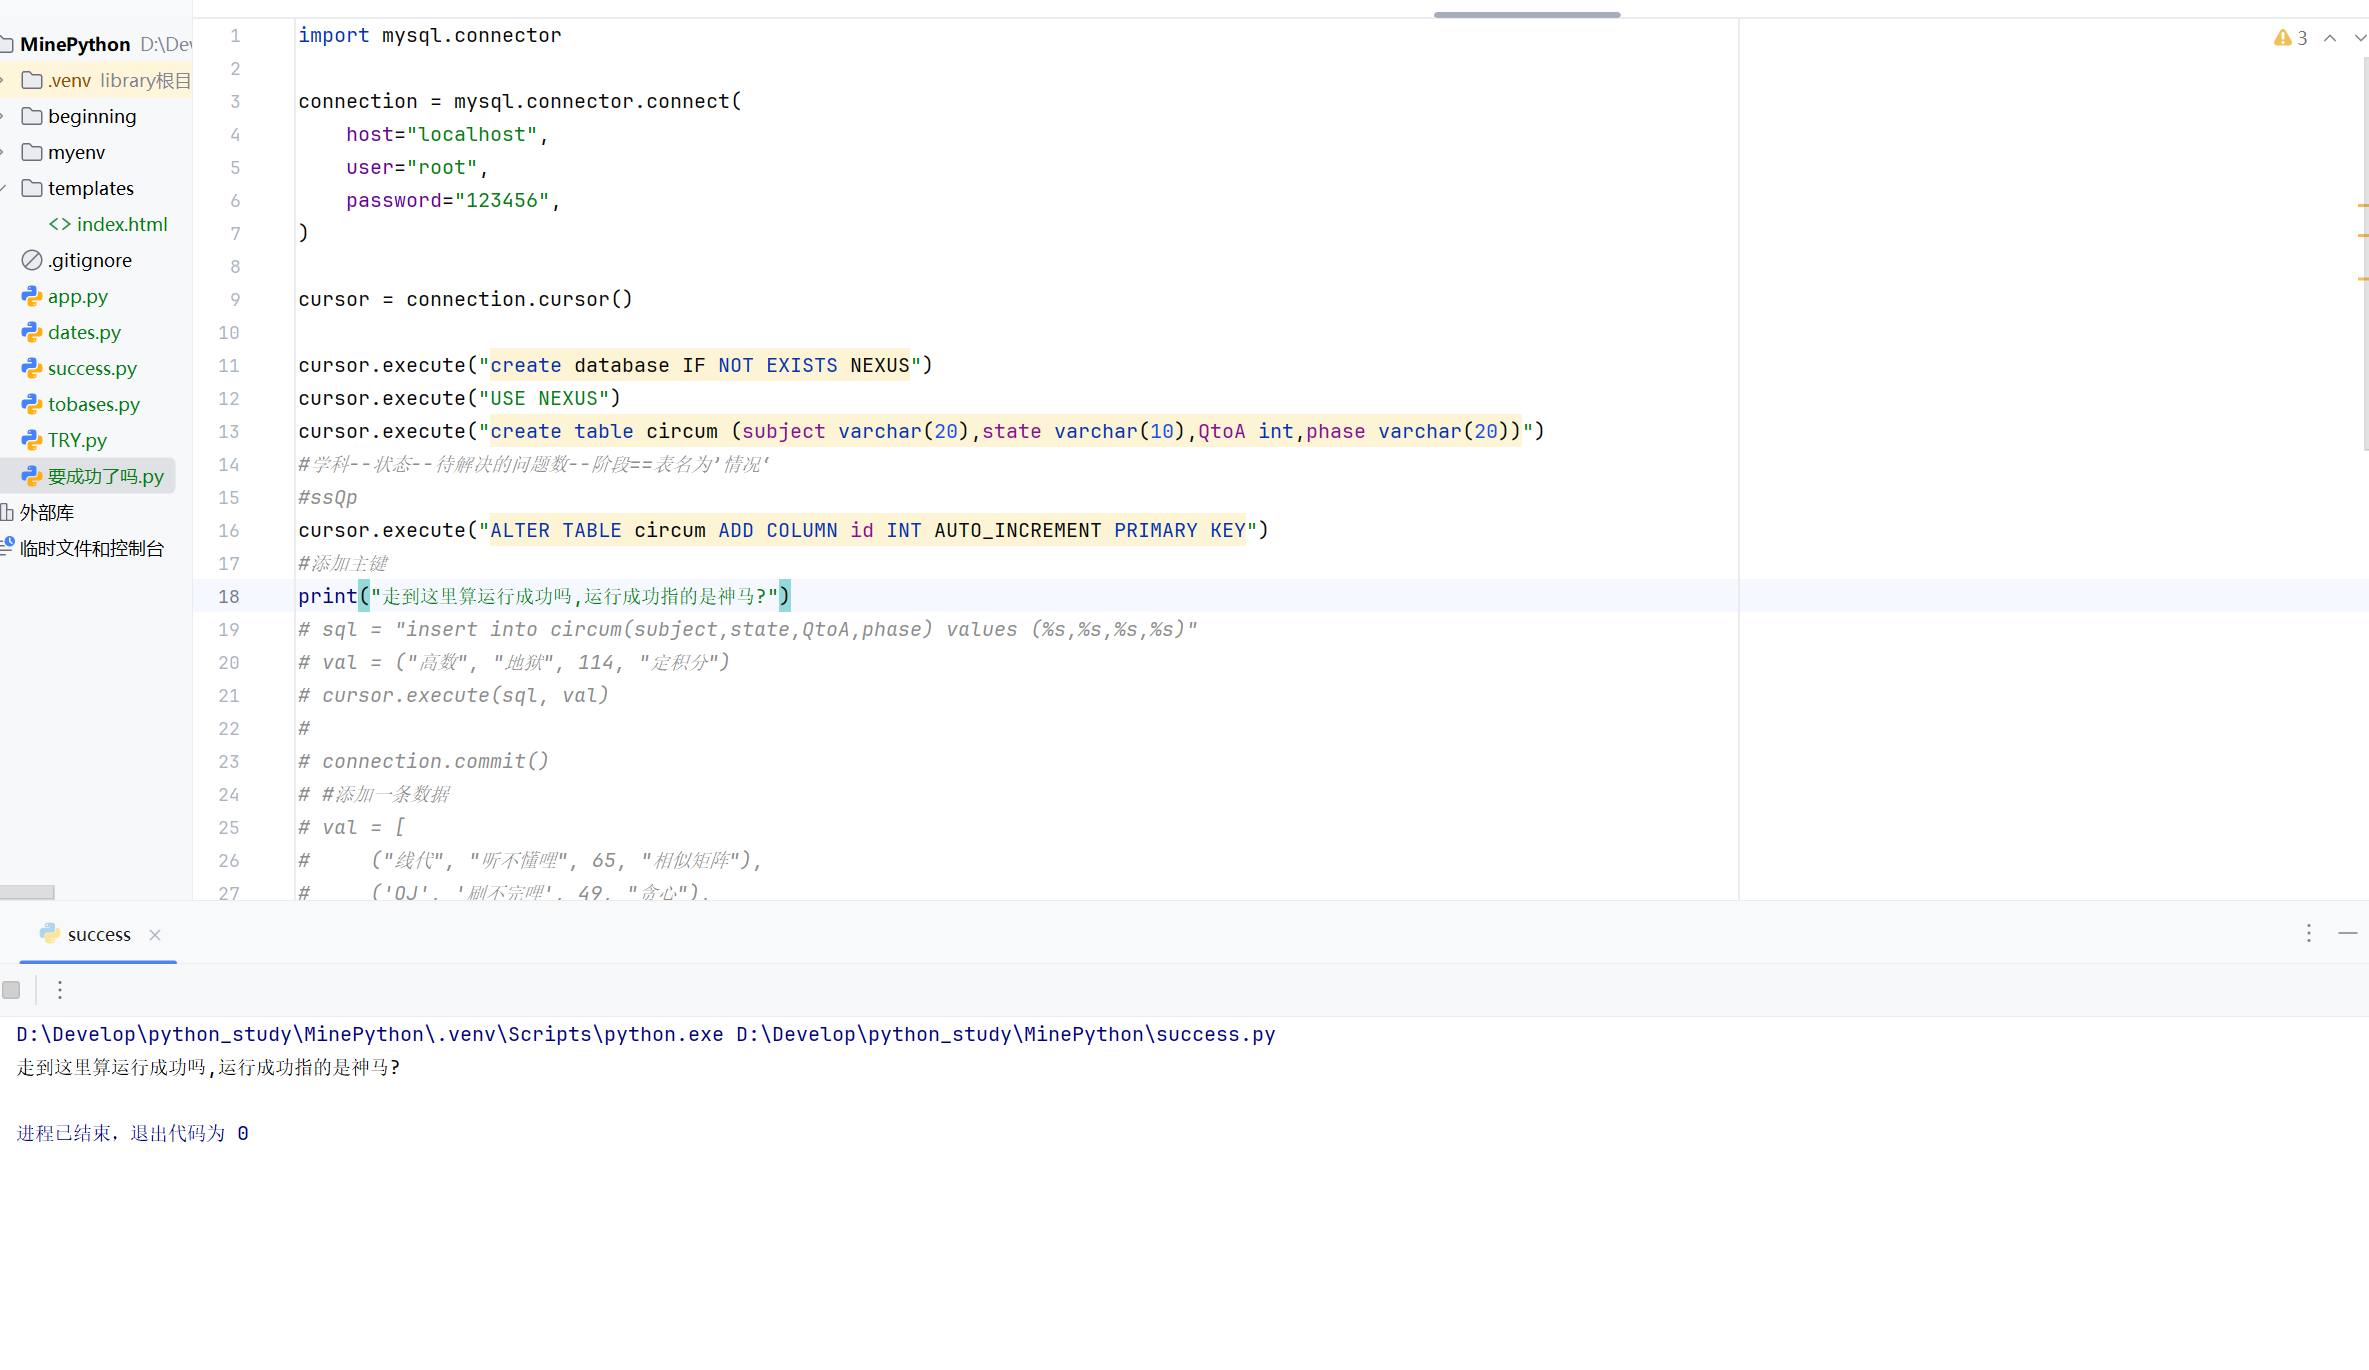 MinePython D:\Dev
.venv library根目
beginning
myenv
templates
<> index.html
.gitignore
app.py
dates.py
success.py
tobases.py
TRY.py
要成功了吗.py
外部库
临时文件和控制台
3
1 import mysql.connector
2
3 connection = mysql.connector.connect(
4     host="localhost",
5     user="root",
6     password="123456",
7 )
8
9 cursor = connection.cursor()
10
11 cursor.execute("create database IF NOT EXISTS NEXUS")
12 cursor.execute("USE NEXUS")
13 cursor.execute("create table circum (subject varchar(20),state varchar(10),QtoA int,phase varchar(20))")
14 #学科--状态--待解决的问题数--阶段==表名为’情况‘
15 #ssQp
16 cursor.execute("ALTER TABLE circum ADD COLUMN id INT AUTO_INCREMENT PRIMARY KEY")
17 #添加主键
18 print("走到这里算运行成功吗,运行成功指的是神马?")
19 # sql = "insert into circum(subject,state,QtoA,phase) values (%s,%s,%s,%s)"
20 # val = ("高数", "地狱", 114, "定积分")
21 # cursor.execute(sql, val)
22 #
23 # connection.commit()
24 # #添加一条数据
25 # val = [
26 #     ("线代", "听不懂哩", 65, "相似矩阵"),
27 #     ('OJ', '刷不完哩', 49, "贪心"),
success
D:\Develop\python_study\MinePython\.venv\Scripts\python.exe D:\Develop\python_study\MinePython\success.py
走到这里算运行成功吗,运行成功指的是神马?
进程已结束，退出代码为 0